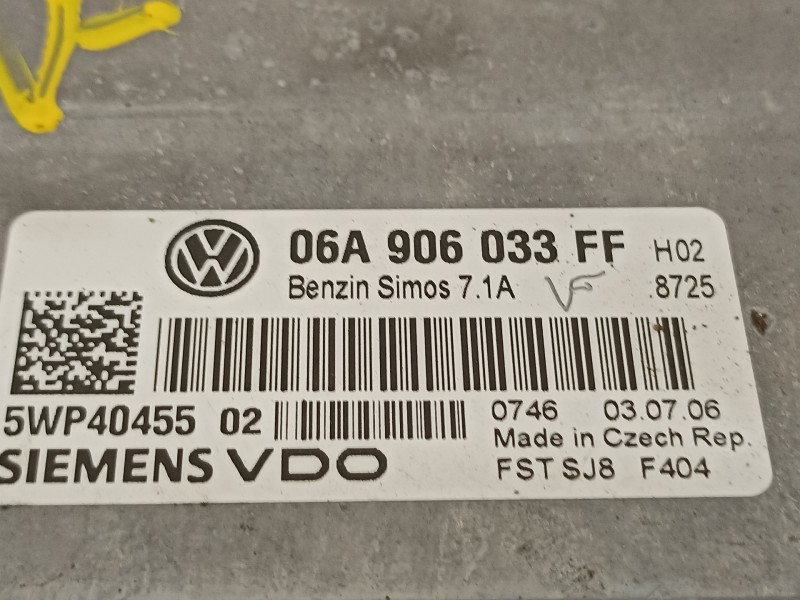 06A 906 033 FF H02
Benzin Simos 7.1A VF 8725
5WP40455 02 0746 03.07.06
Made in Czech Rep.
SIEMENS VDO FST SJ8 F404